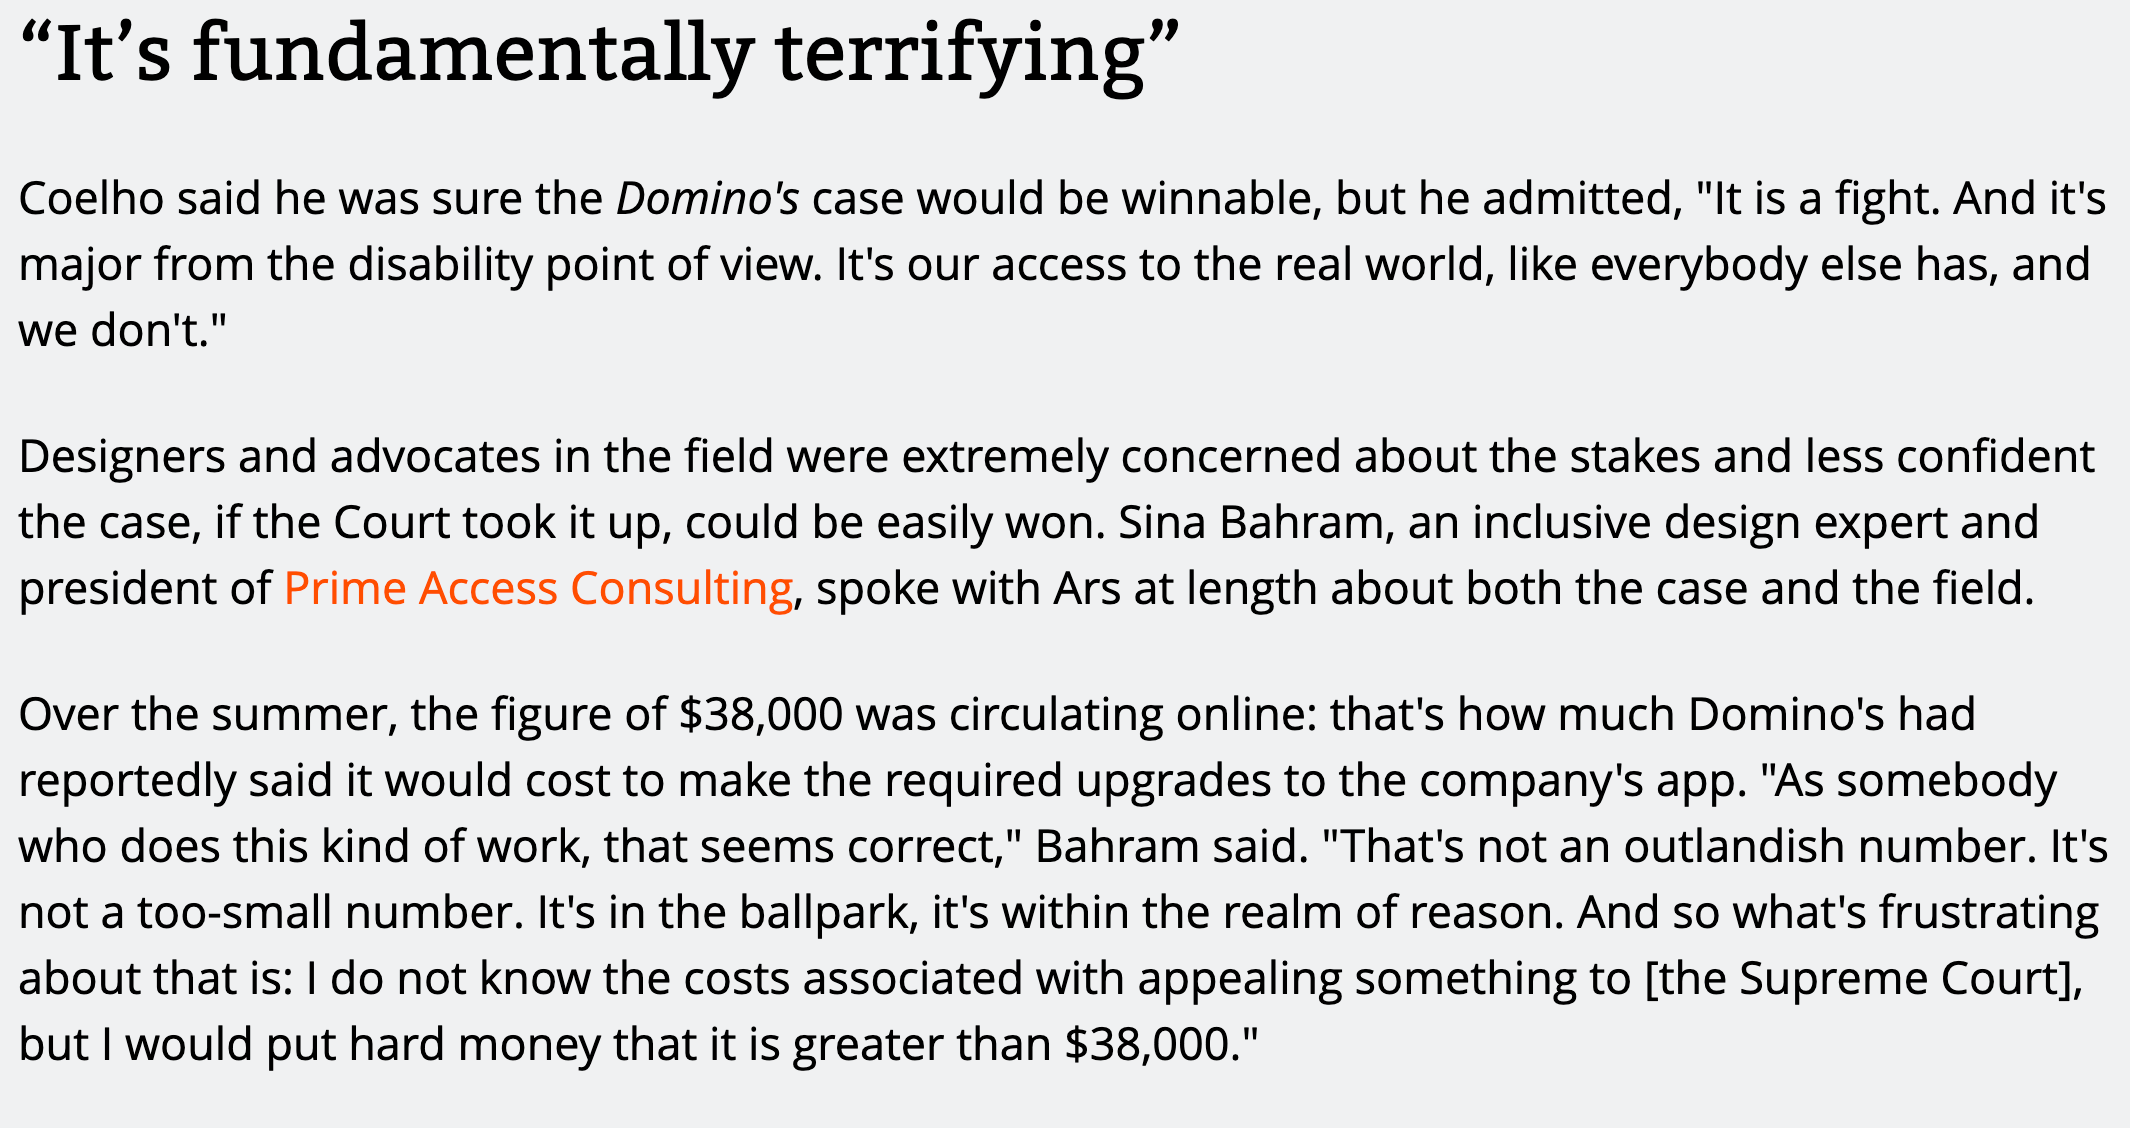 “It’s fundamentally terrifying”
Coelho said he was sure the Domino's case would be winnable, but he admitted, "It is a fight. And it's
major from the disability point of view. It's our access to the real world, like everybody else has, and
we don't."
Designers and advocates in the field were extremely concerned about the stakes and less confident
the case, if the Court took it up, could be easily won. Sina Bahram, an inclusive design expert and
president of Prime Access Consulting, spoke with Ars at length about both the case and the field.
Over the summer, the figure of $38,000 was circulating online: that's how much Domino's had
reportedly said it would cost to make the required upgrades to the company's app. "As somebody
who does this kind of work, that seems correct," Bahram said. "That's not an outlandish number. It's
not a too-small number. It's in the ballpark, it's within the realm of reason. And so what's frustrating
about that is: I do not know the costs associated with appealing something to [the Supreme Court],
but I would put hard money that it is greater than $38,000."